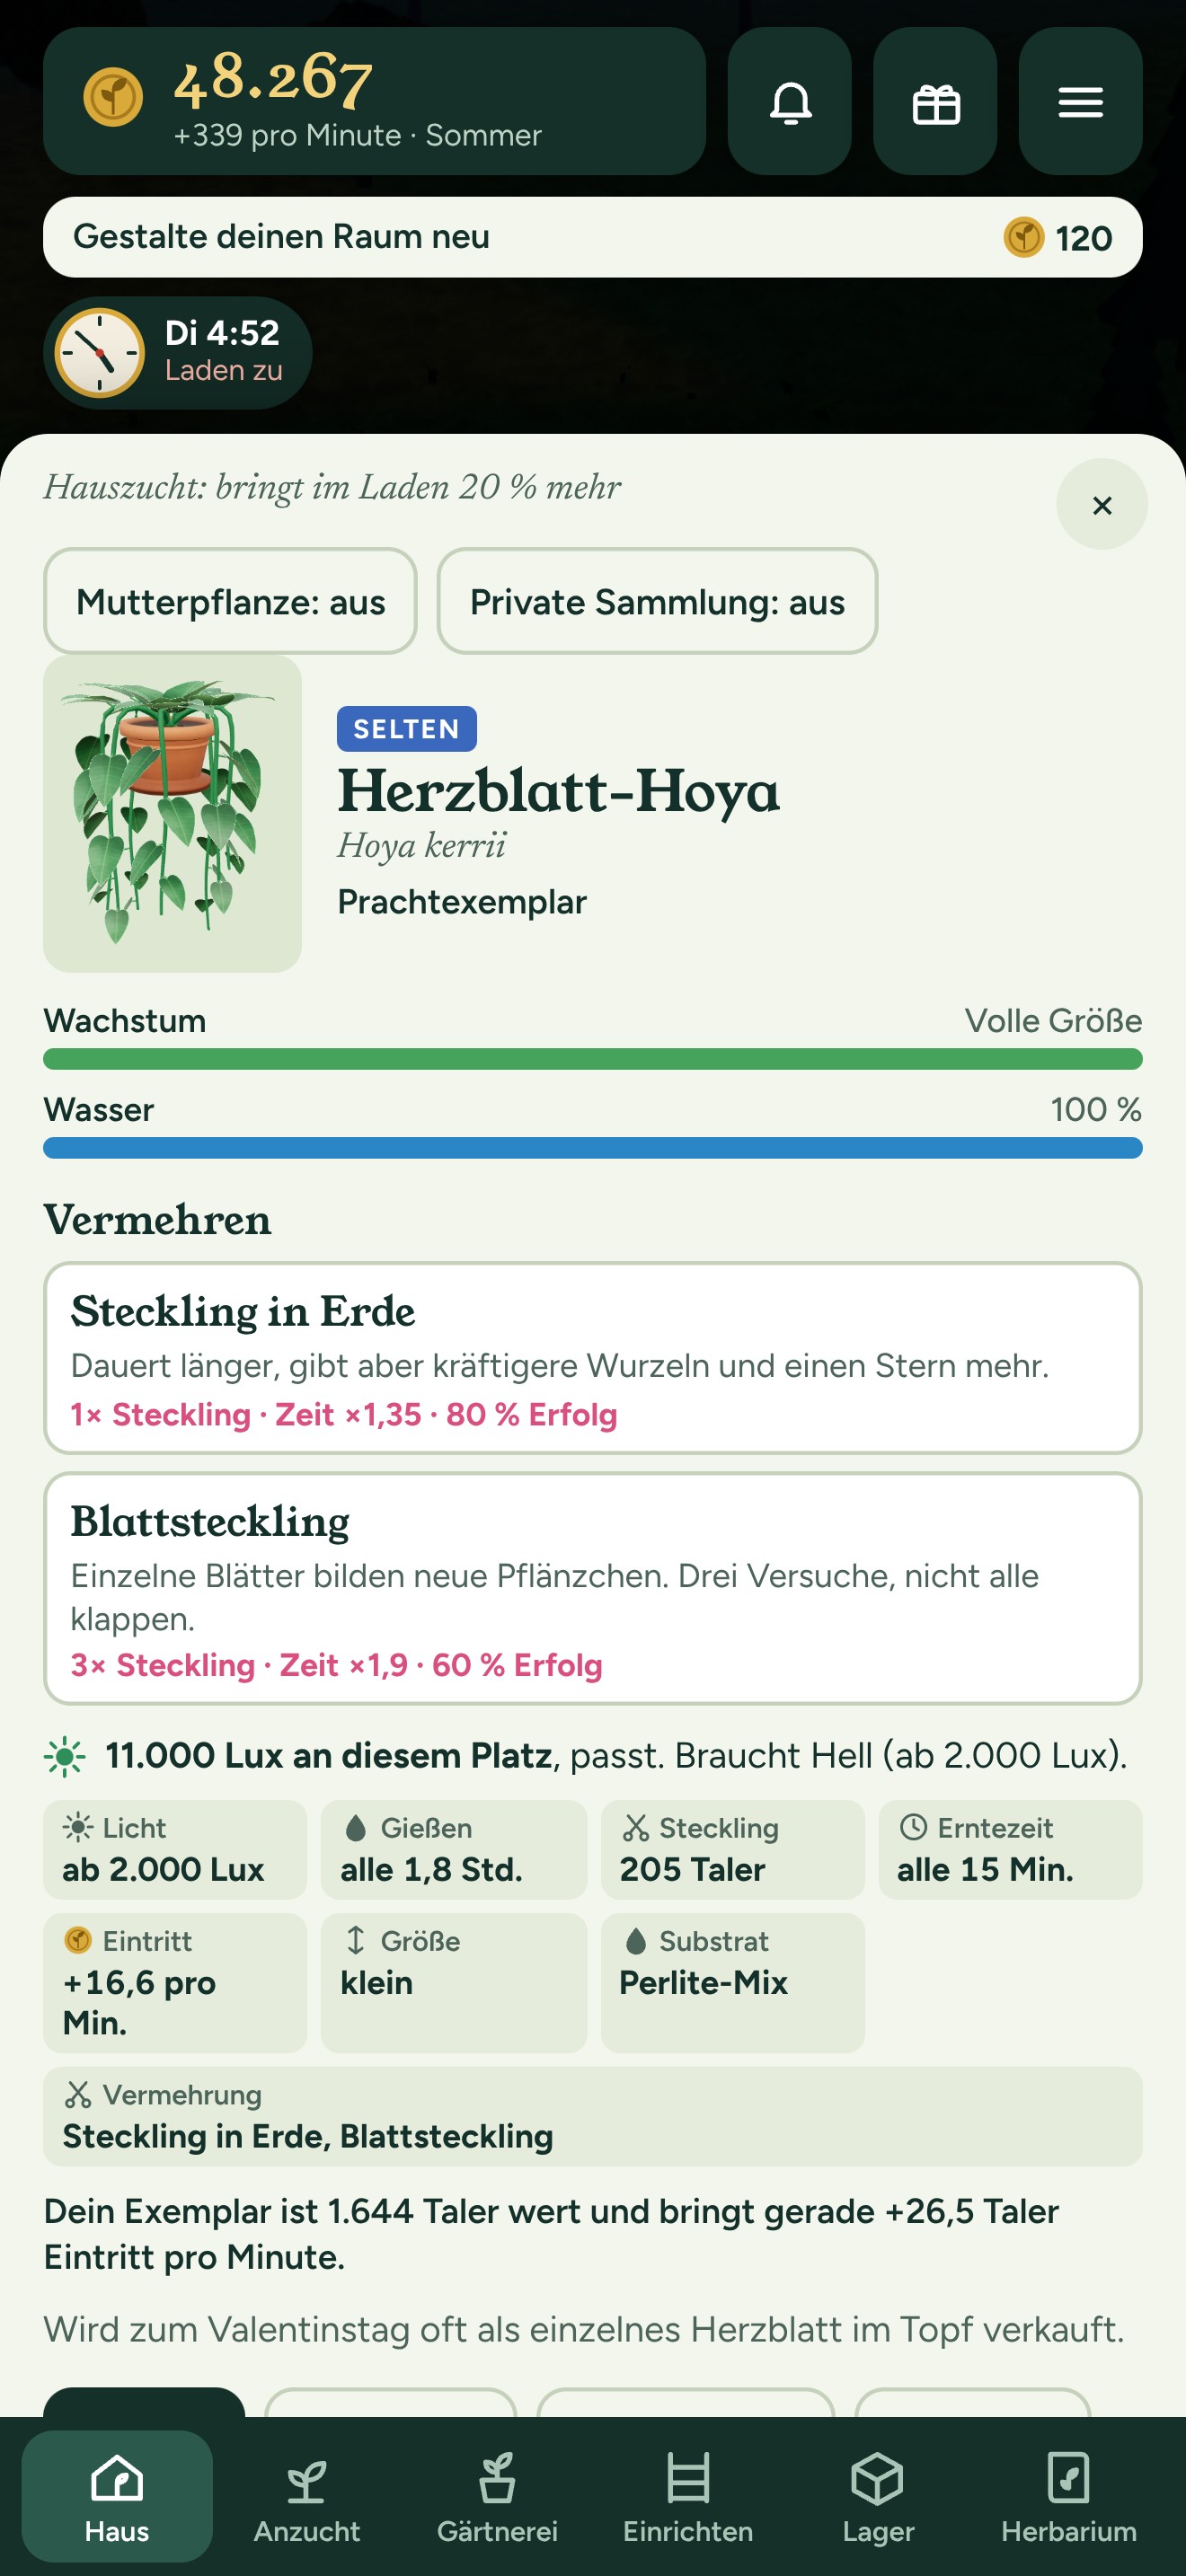 48.267
+339 pro Minute · Sommer
Gestalte deinen Raum neu
120
Di 4:52
Laden zu
Hauszucht: bringt im Laden 20 % mehr
×
Mutterpflanze: aus
Private Sammlung: aus
SELTEN
Herzblatt-Hoya
Hoya kerrii
Prachtexemplar
Wachstum
Volle Größe
Wasser
100 %
Vermehren
Steckling in Erde
Dauert länger, gibt aber kräftigere Wurzeln und einen Stern mehr.
1× Steckling · Zeit ×1,35 · 80 % Erfolg
Blattsteckling
Einzelne Blätter bilden neue Pflänzchen. Drei Versuche, nicht alle
klappen.
3× Steckling · Zeit ×1,9 · 60 % Erfolg
11.000 Lux an diesem Platz, passt. Braucht Hell (ab 2.000 Lux).
Licht
ab 2.000 Lux
Gießen
alle 1,8 Std.
Steckling
205 Taler
Erntezeit
alle 15 Min.
Eintritt
+16,6 pro
Min.
Größe
klein
Substrat
Perlite-Mix
Vermehrung
Steckling in Erde, Blattsteckling
Dein Exemplar ist 1.644 Taler wert und bringt gerade +26,5 Taler
Eintritt pro Minute.
Wird zum Valentinstag oft als einzelnes Herzblatt im Topf verkauft.
Haus
Anzucht
Gärtnerei
Einrichten
Lager
Herbarium